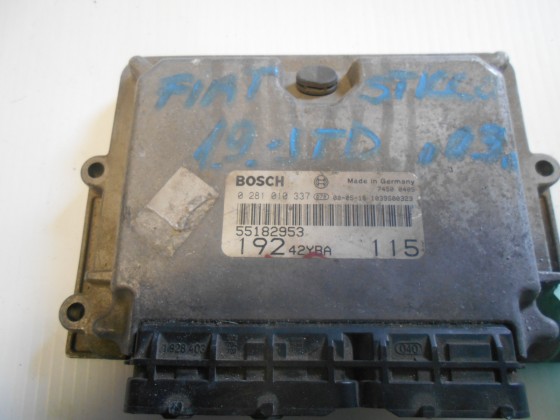 FIAT STILO
1.9.-JTD ,03,
BOSCH Made in Germany
0 281 010 337
55182953
192 42YBA 115